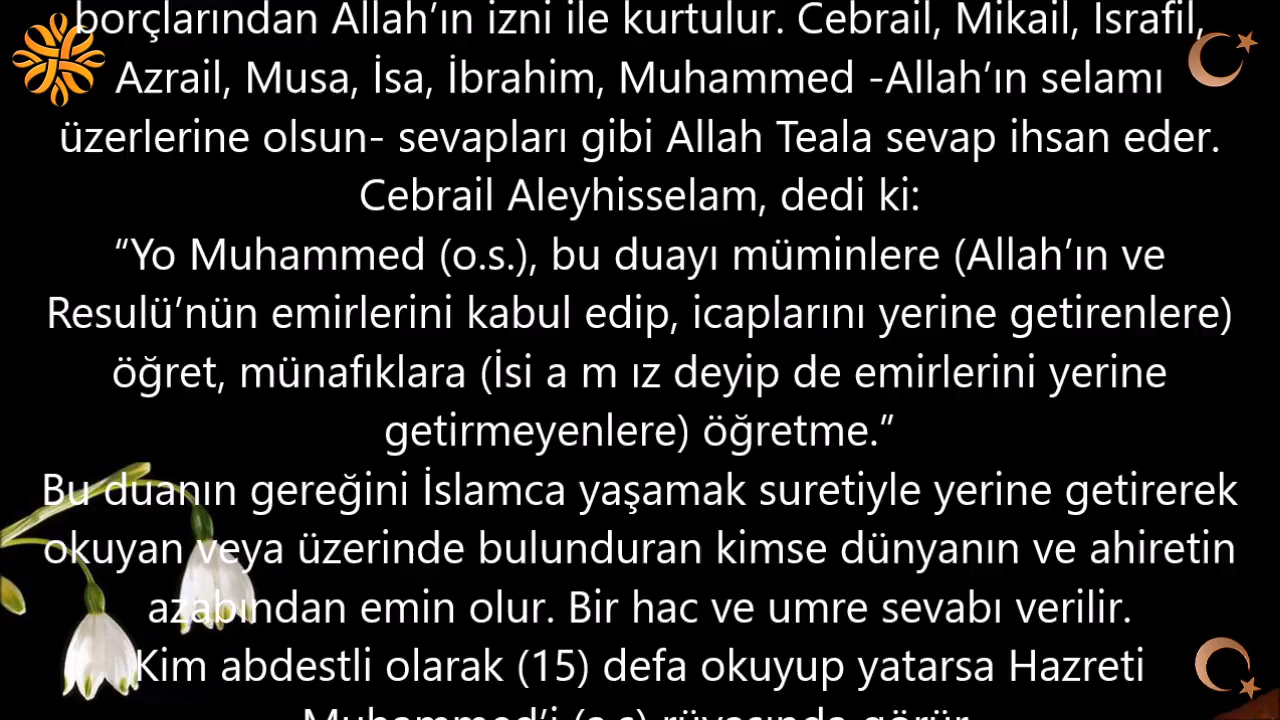 borçlarından Allah’ın izni ile kurtulur. Cebrail, Mikail, İsrafil,
Azrail, Musa, İsa, İbrahim, Muhammed -Allah’ın selamı
üzerlerine olsun- sevapları gibi Allah Teala sevap ihsan eder.
Cebrail Aleyhisselam, dedi ki:
“Yo Muhammed (o.s.), bu duayı müminlere (Allah’ın ve
Resulü’nün emirlerini kabul edip, icaplarını yerine getirenlere)
öğret, münafıklara (İsi a m ız deyip de emirlerini yerine
getirmeyenlere) öğretme.”
Bu duanın gereğini İslamca yaşamak suretiyle yerine getirerek
okuyan veya üzerinde bulunduran kimse dünyanın ve ahiretin
azabından emin olur. Bir hac ve umre sevabı verilir.
Kim abdestli olarak (15) defa okuyup yatarsa Hazreti
Muhammed’i (a.s) rüyasında görür.